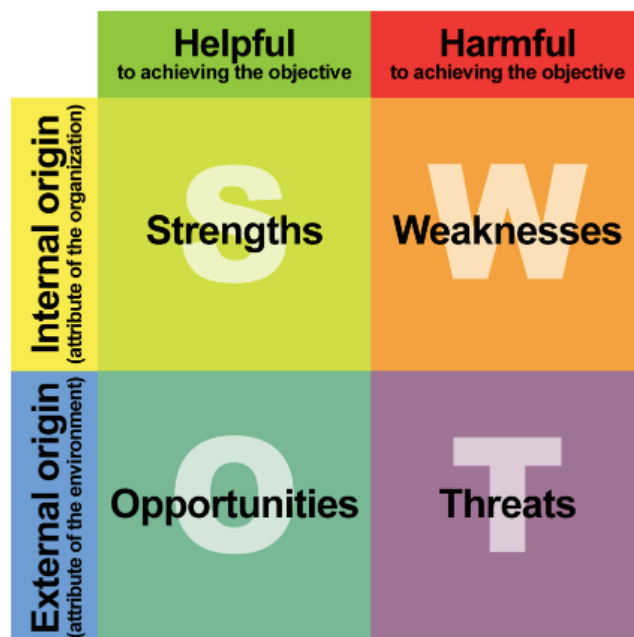 Helpful
to achieving the objective
Harmful
to achieving the objective
Internal origin
(attribute of the organization)
S
Strengths
W
Weaknesses
External origin
(attribute of the environment)
O
Opportunities
T
Threats